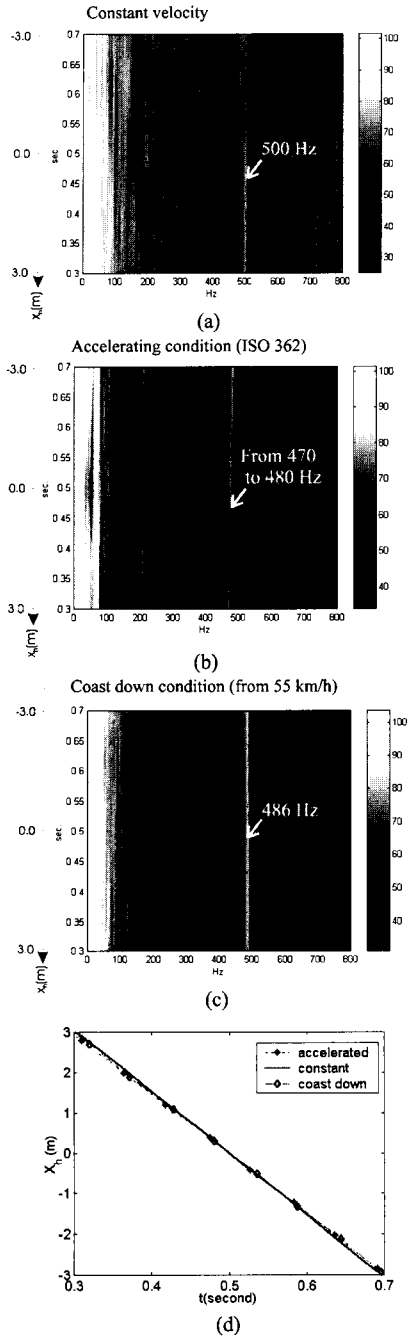 Constant velocity
-3.0
0.0
3.0
X_h[m]
sec
0.7
0.65
0.6
0.55
0.5
0.45
0.4
0.35
0.3
500 Hz
0 100 200 300 400 500 600 700 800
Hz
100
90
80
70
60
50
40
30
(a)
Accelerating condition (ISO 362)
-3.0
0.0
3.0
X_h[m]
sec.
0.7
0.65
0.6
0.55
0.5
0.45
0.4
0.35
0.3
From 470
to 480 Hz
0 100 200 300 400 500 600 700 800
Hz
100
90
80
70
60
50
40
(b)
Coast down condition (from 55 km/h)
-3.0
0.0
3.0
X_h[m]
sec.
0.7
0.65
0.6
0.55
0.5
0.45
0.4
0.35
0.3
486 Hz
0 100 200 300 400 500 600 700 800
Hz
100
90
80
70
60
50
40
(c)
X_h (m)
3
2
1
0
-1
-2
-3
accelerated
constant
coast down
0.3 0.4 0.5 0.6 0.7
t(second)
(d)